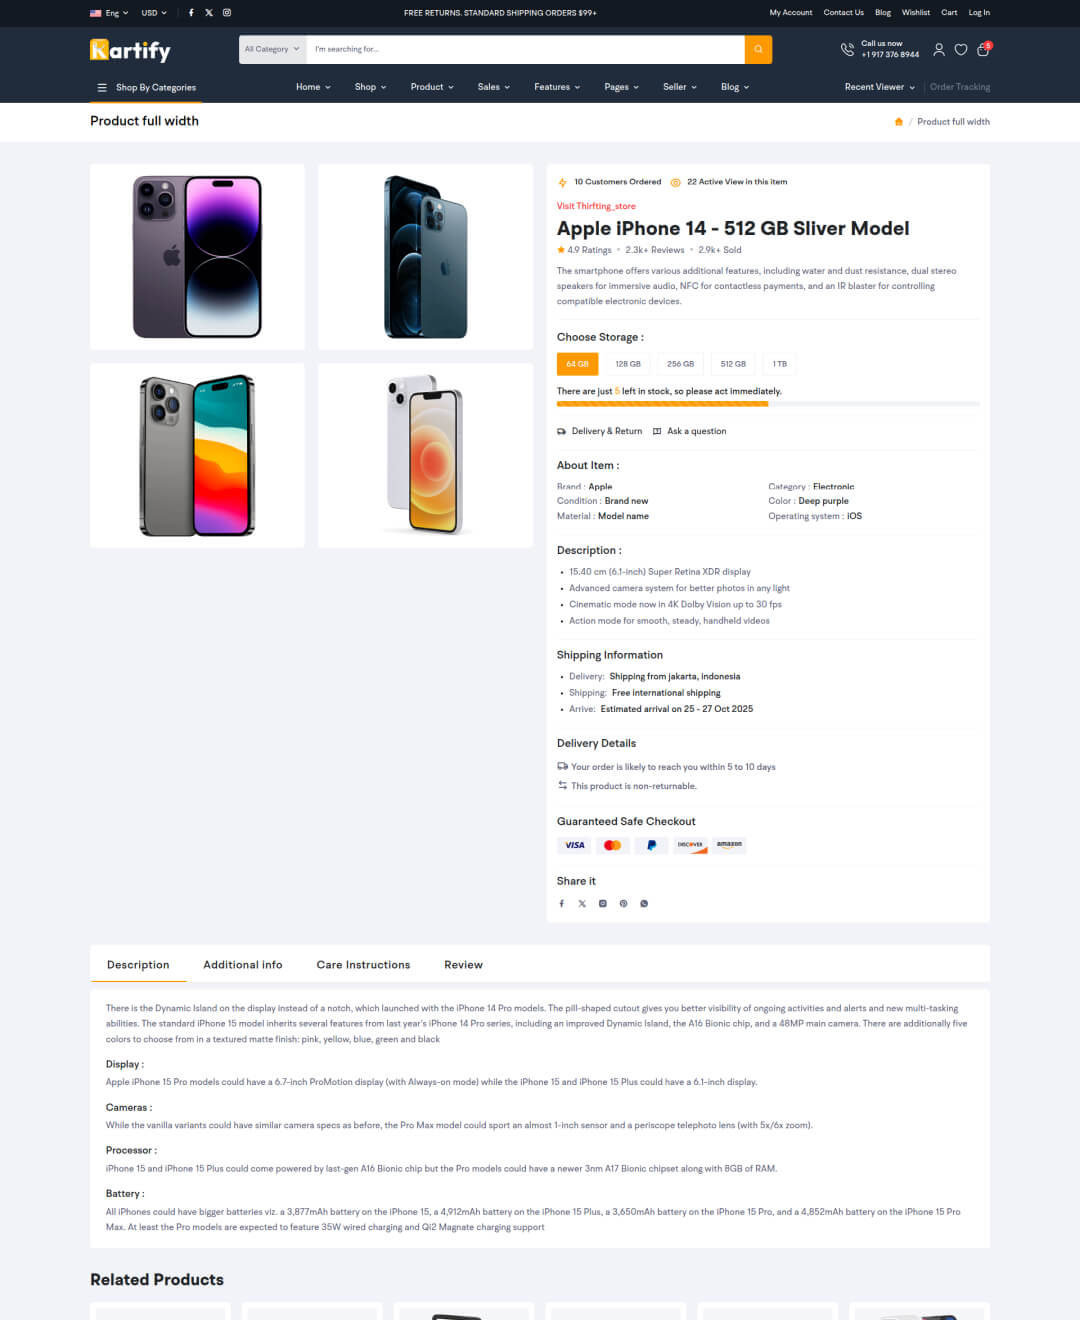 Eng
USD
FREE RETURNS. STANDARD SHIPPING ORDERS $99+
My Account
Contact Us
Blog
Wishlist
Cart
Log In
Kartify
All Category
I'm searching for...
Call us now
+1 917 376 8944
5
Shop By Categories
Home
Shop
Product
Sales
Features
Pages
Seller
Blog
Recent Viewer
Order Tracking
Product full width
/ Product full width
10 Customers Ordered
22 Active View in this item
Visit Thirfting_store
Apple iPhone 14 - 512 GB Sliver Model
4.9 Ratings • 2.3k+ Reviews • 2.9k+ Sold
The smartphone offers various additional features, including water and dust resistance, dual stereo
speakers for immersive audio, NFC for contactless payments, and an IR blaster for controlling
compatible electronic devices.
Choose Storage :
64 GB
128 GB
256 GB
512 GB
1 TB
There are just 5 left in stock, so please act immediately.
Delivery & Return
Ask a question
About Item :
Brand : Apple
Category : Electronic
Condition : Brand new
Color : Deep purple
Material : Model name
Operating system : iOS
Description :
• 15.40 cm (6.1-inch) Super Retina XDR display
• Advanced camera system for better photos in any light
• Cinematic mode now in 4K Dolby Vision up to 30 fps
• Action mode for smooth, steady, handheld videos
Shipping Information
• Delivery: Shipping from jakarta, indonesia
• Shipping: Free international shipping
• Arrive: Estimated arrival on 25 - 27 Oct 2025
Delivery Details
Your order is likely to reach you within 5 to 10 days
This product is non-returnable.
Guaranteed Safe Checkout
VISA
DISCOVER
amazon
Share it
Description
Additional info
Care Instructions
Review
There is the Dynamic Island on the display instead of a notch, which launched with the iPhone 14 Pro models. The pill-shaped cutout gives you better visibility of ongoing activities and alerts and new multi-tasking
abilities. The standard iPhone 15 model inherits several features from last year's iPhone 14 Pro series, including an improved Dynamic Island, the A16 Bionic chip, and a 48MP main camera. There are additionally five
colors to choose from in a textured matte finish: pink, yellow, blue, green and black
Display :
Apple iPhone 15 Pro models could have a 6.7-inch ProMotion display (with Always-on mode) while the iPhone 15 and iPhone 15 Plus could have a 6.1-inch display.
Cameras :
While the vanilla variants could have similar camera specs as before, the Pro Max model could sport an almost 1-inch sensor and a periscope telephoto lens (with 5x/6x zoom).
Processor :
iPhone 15 and iPhone 15 Plus could come powered by last-gen A16 Bionic chip but the Pro models could have a newer 3nm A17 Bionic chipset along with 8GB of RAM.
Battery :
All iPhones could have bigger batteries viz. a 3,877mAh battery on the iPhone 15, a 4,912mAh battery on the iPhone 15 Plus, a 3,650mAh battery on the iPhone 15 Pro, and a 4,852mAh battery on the iPhone 15 Pro
Max. At least the Pro models are expected to feature 35W wired charging and Qi2 Magnate charging support
Related Products